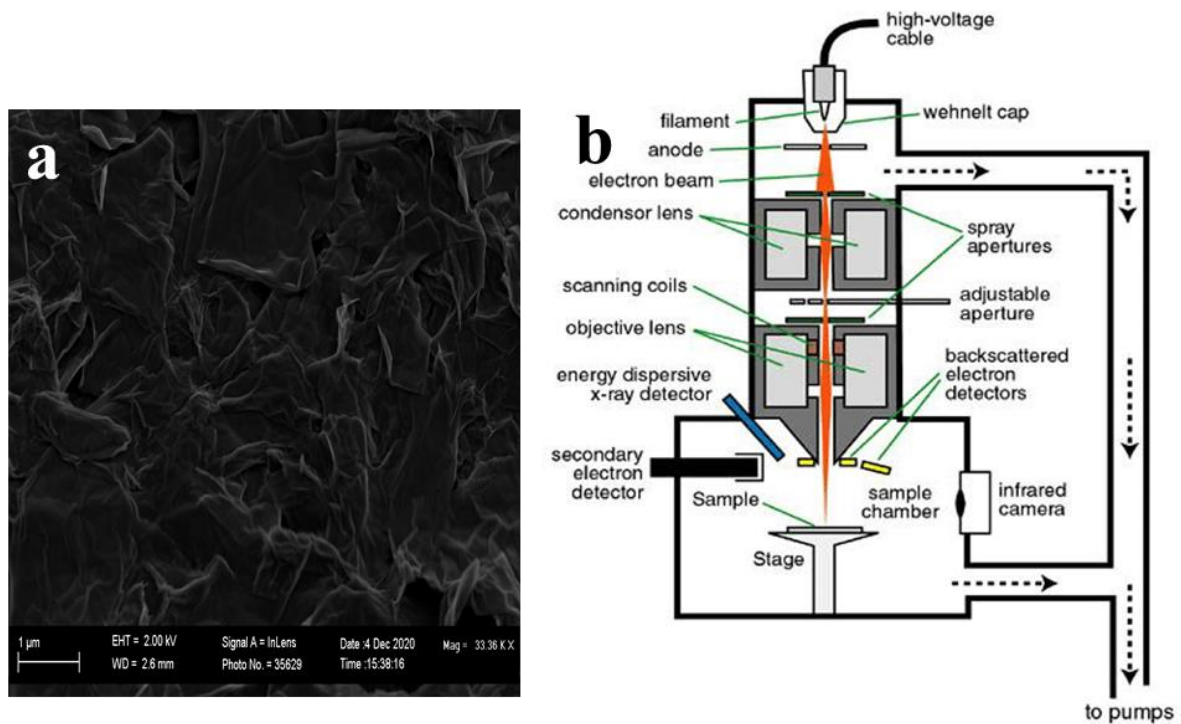 a
1 µm
EHT = 2.00 kV
WD = 2.6 mm
Signal A = InLens
Photo No. = 35629
Date :4 Dec 2020
Time :15:38:16
Mag = 33.36 K X
b
high-voltage
cable
filament
wehnelt cap
anode
electron beam
condensor lens
spray
apertures
scanning coils
adjustable
aperture
objective lens
backscattered
electron
detectors
energy dispersive
x-ray detector
secondary
electron
detector
Sample
sample
chamber
infrared
camera
Stage
to pumps